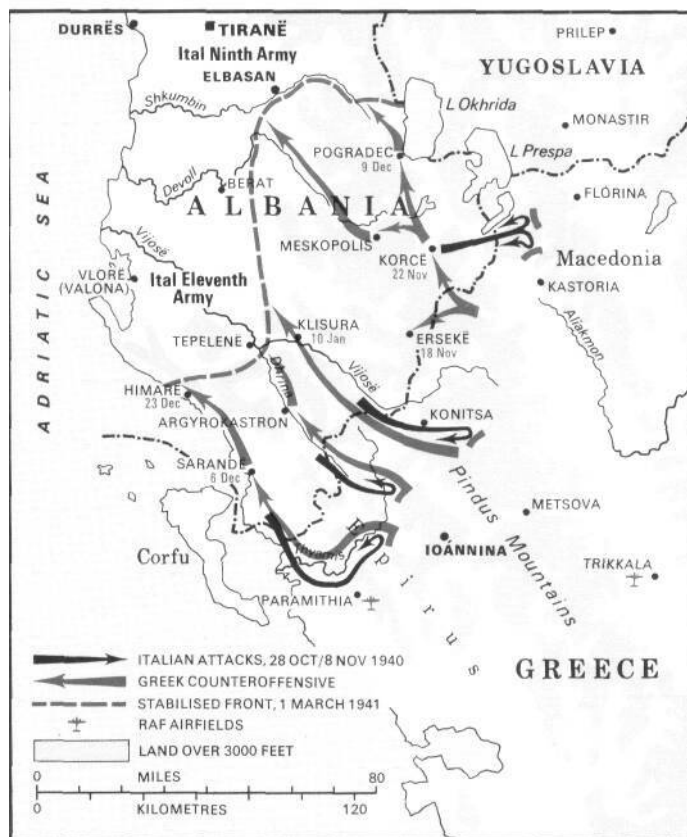 DURRËS
TIRANË
PRILEP
Ital Ninth Army
ELBASAN
YUGOSLAVIA
Shkumbin
L Okhrida
MONASTIR
POGRADEC
9 Dec
L Prespa
Devoll
BERAT
FLÓRINA
ALBANIA
MESKOPOLIS
KORCË
22 Nov
Macedonia
Vijosë
VLORË
(VALONA)
Ital Eleventh
Army
KASTORIA
ADRIATIC SEA
KLISURA
10 Jan
ERSEKË
18 Nov
Aliakmon
TEPELENË
Vijosë
Dhrina
HIMARË
23 Dec
KONITSA
ARGYROKASTRON
SARANDË
6 Dec
Pindus Mountains
METSOVA
Corfu
Thyamis
Epirus
IOÁNNINA
TRIKKALA
PARAMITHIA
GREECE
ITALIAN ATTACKS, 28 OCT/8 NOV 1940
GREEK COUNTEROFFENSIVE
STABILISED FRONT, 1 MARCH 1941
RAF AIRFIELDS
LAND OVER 3000 FEET
0 MILES 80
0 KILOMETRES 120